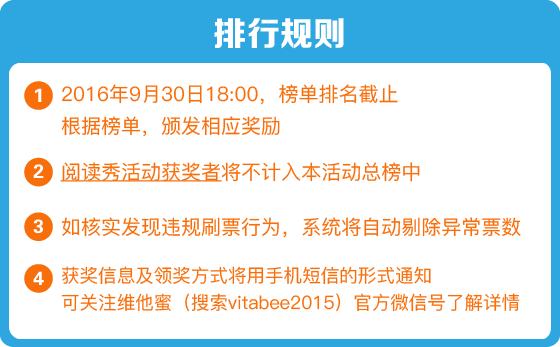 排行规则
1 2016年9月30日18:00，榜单排名截止
根据榜单，颁发相应奖励
2 阅读秀活动获奖者将不计入本活动总榜中
3 如核实发现违规刷票行为，系统将自动剔除异常票数
4 获奖信息及领奖方式将用手机短信的形式通知
可关注维他蜜（搜索vitabee2015）官方微信号了解详情